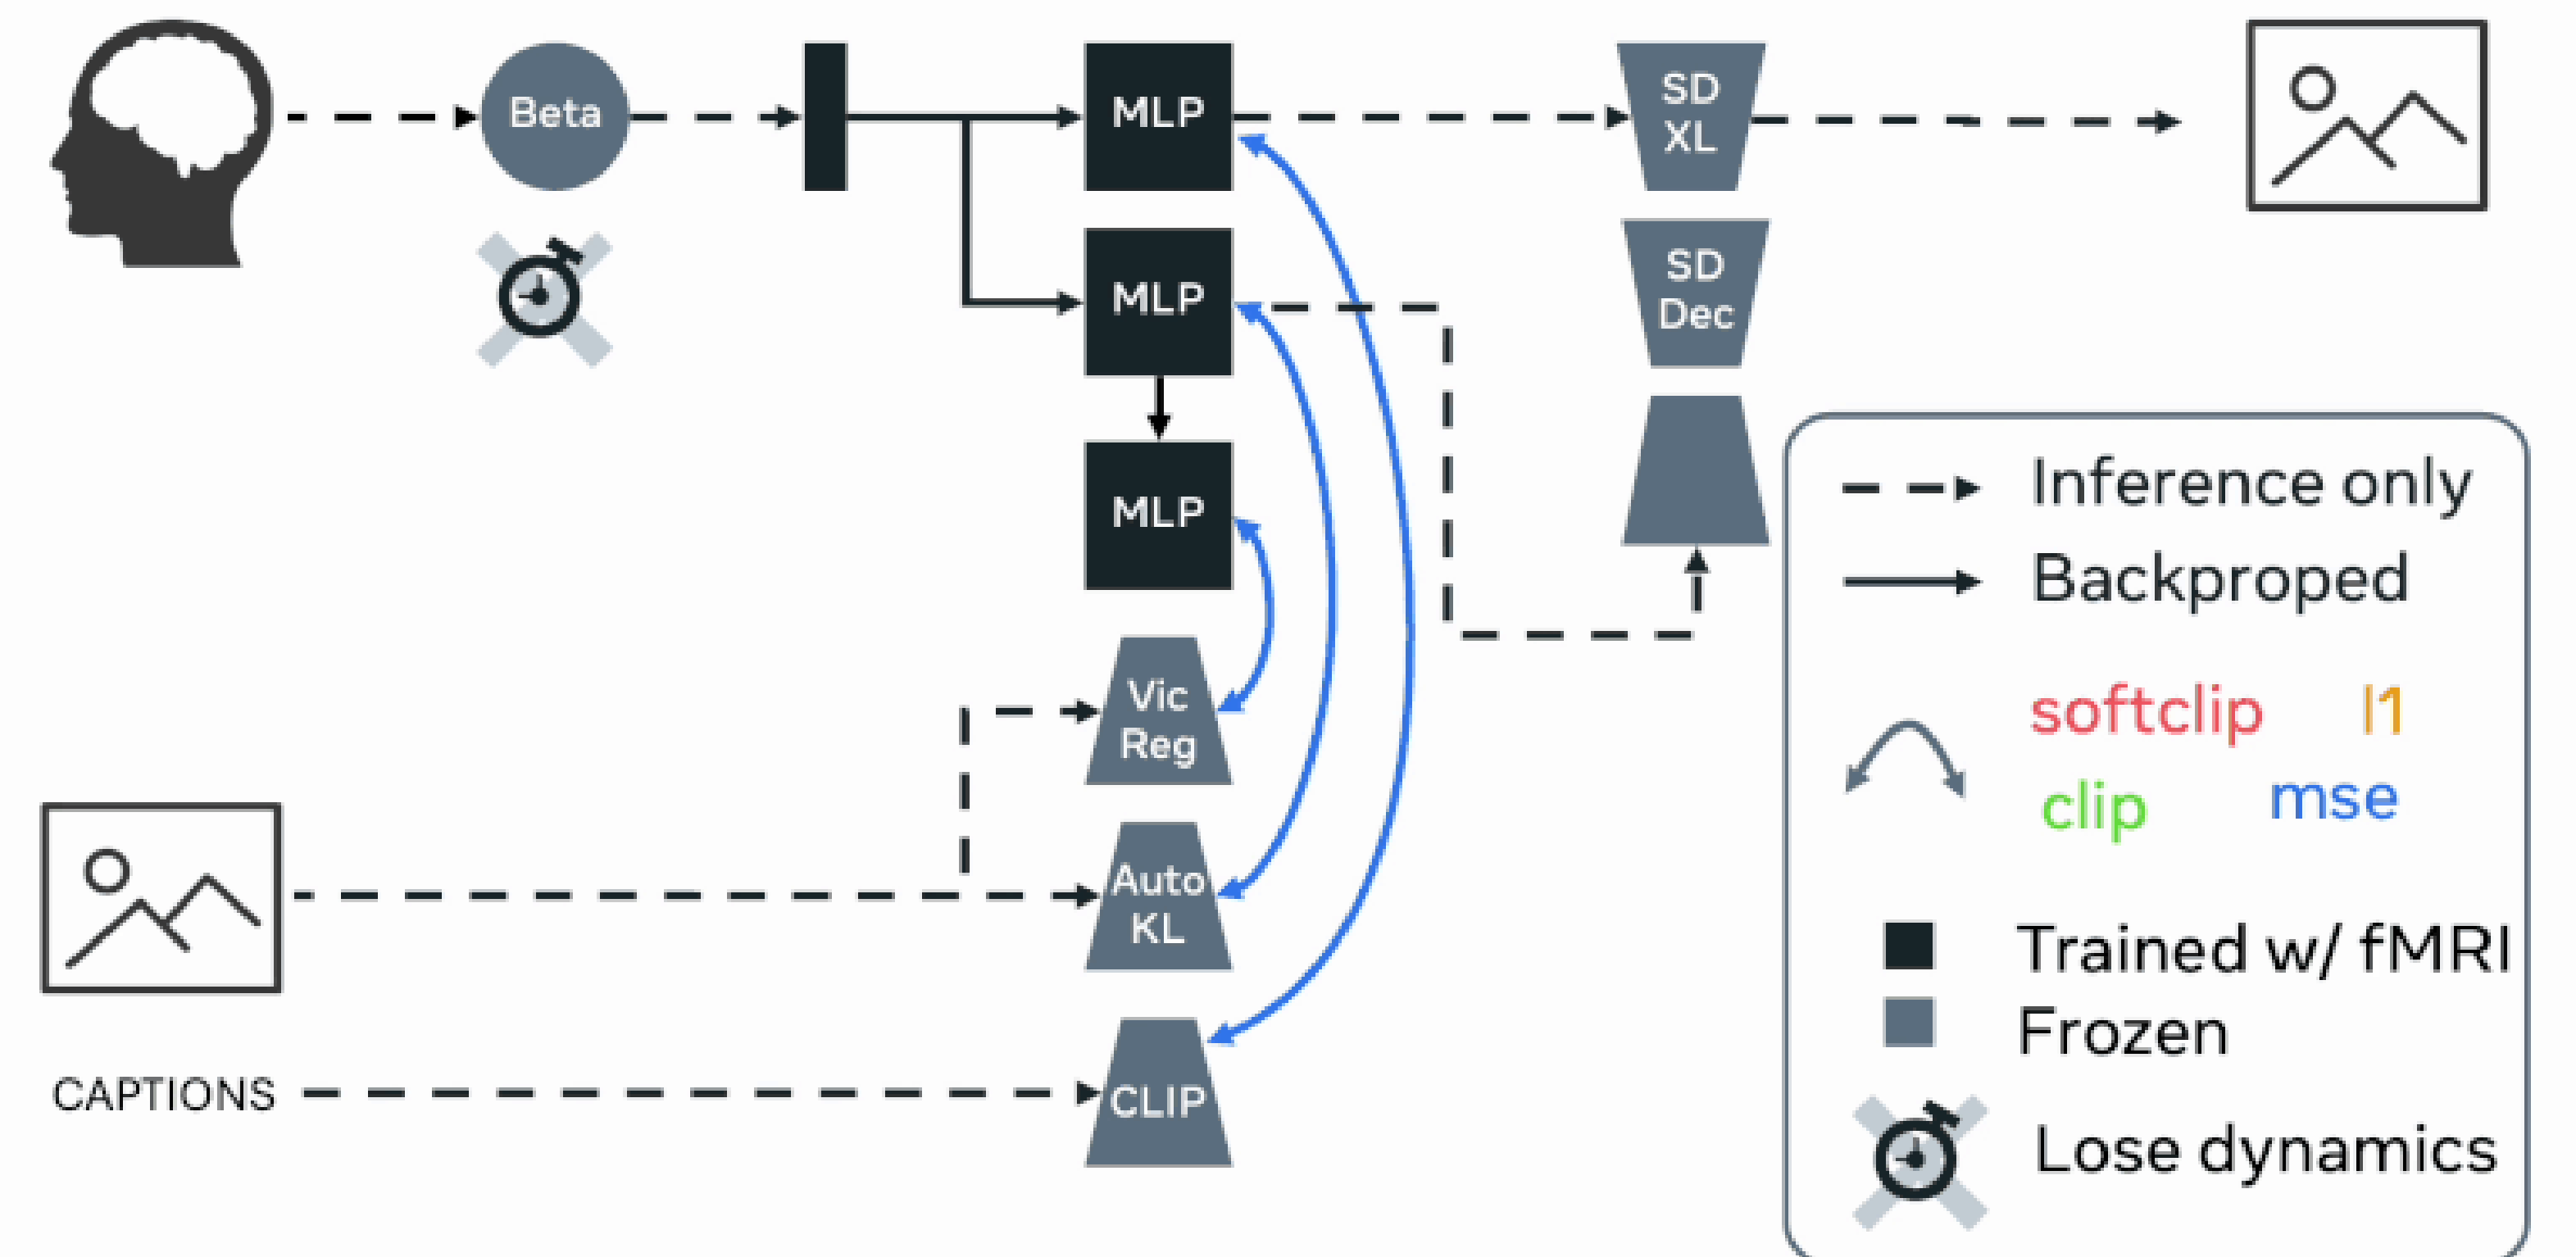 Beta
MLP
SD
XL
MLP
SD
Dec
MLP
Vic
Reg
Auto
KL
CAPTIONS
CLIP
Inference only
Backproped
softclip l1
clip mse
Trained w/ fMRI
Frozen
Lose dynamics